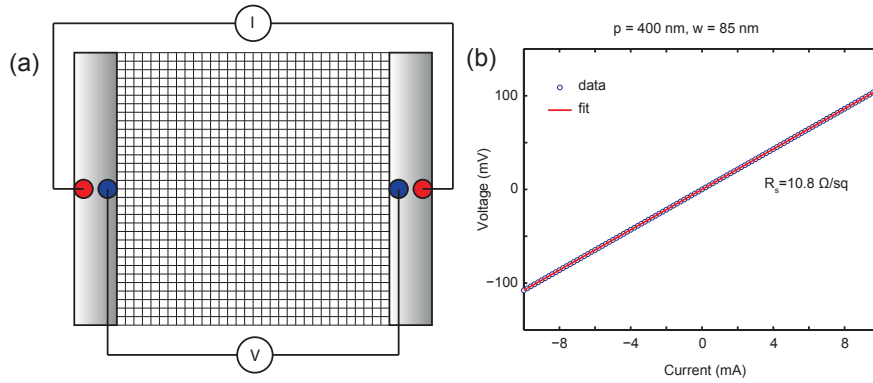 (a)
I
V
(b)
p = 400 nm, w = 85 nm
data
fit
R_s=10.8 Ω/sq
Voltage (mV)
100
0
−100
−8
−4
0
4
8
Current (mA)